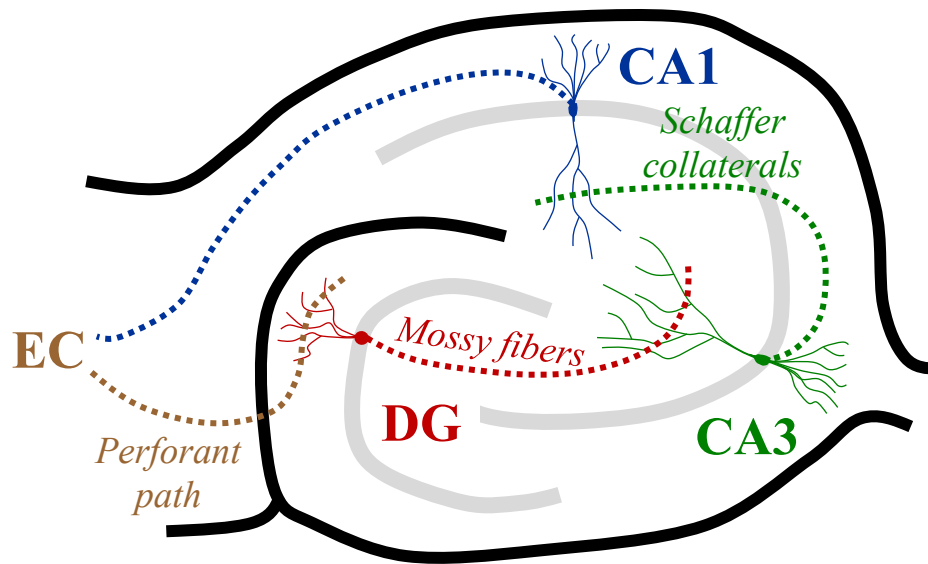 CA1
Schaffer
collaterals
EC
Mossy fibers
DG
CA3
Perforant
path